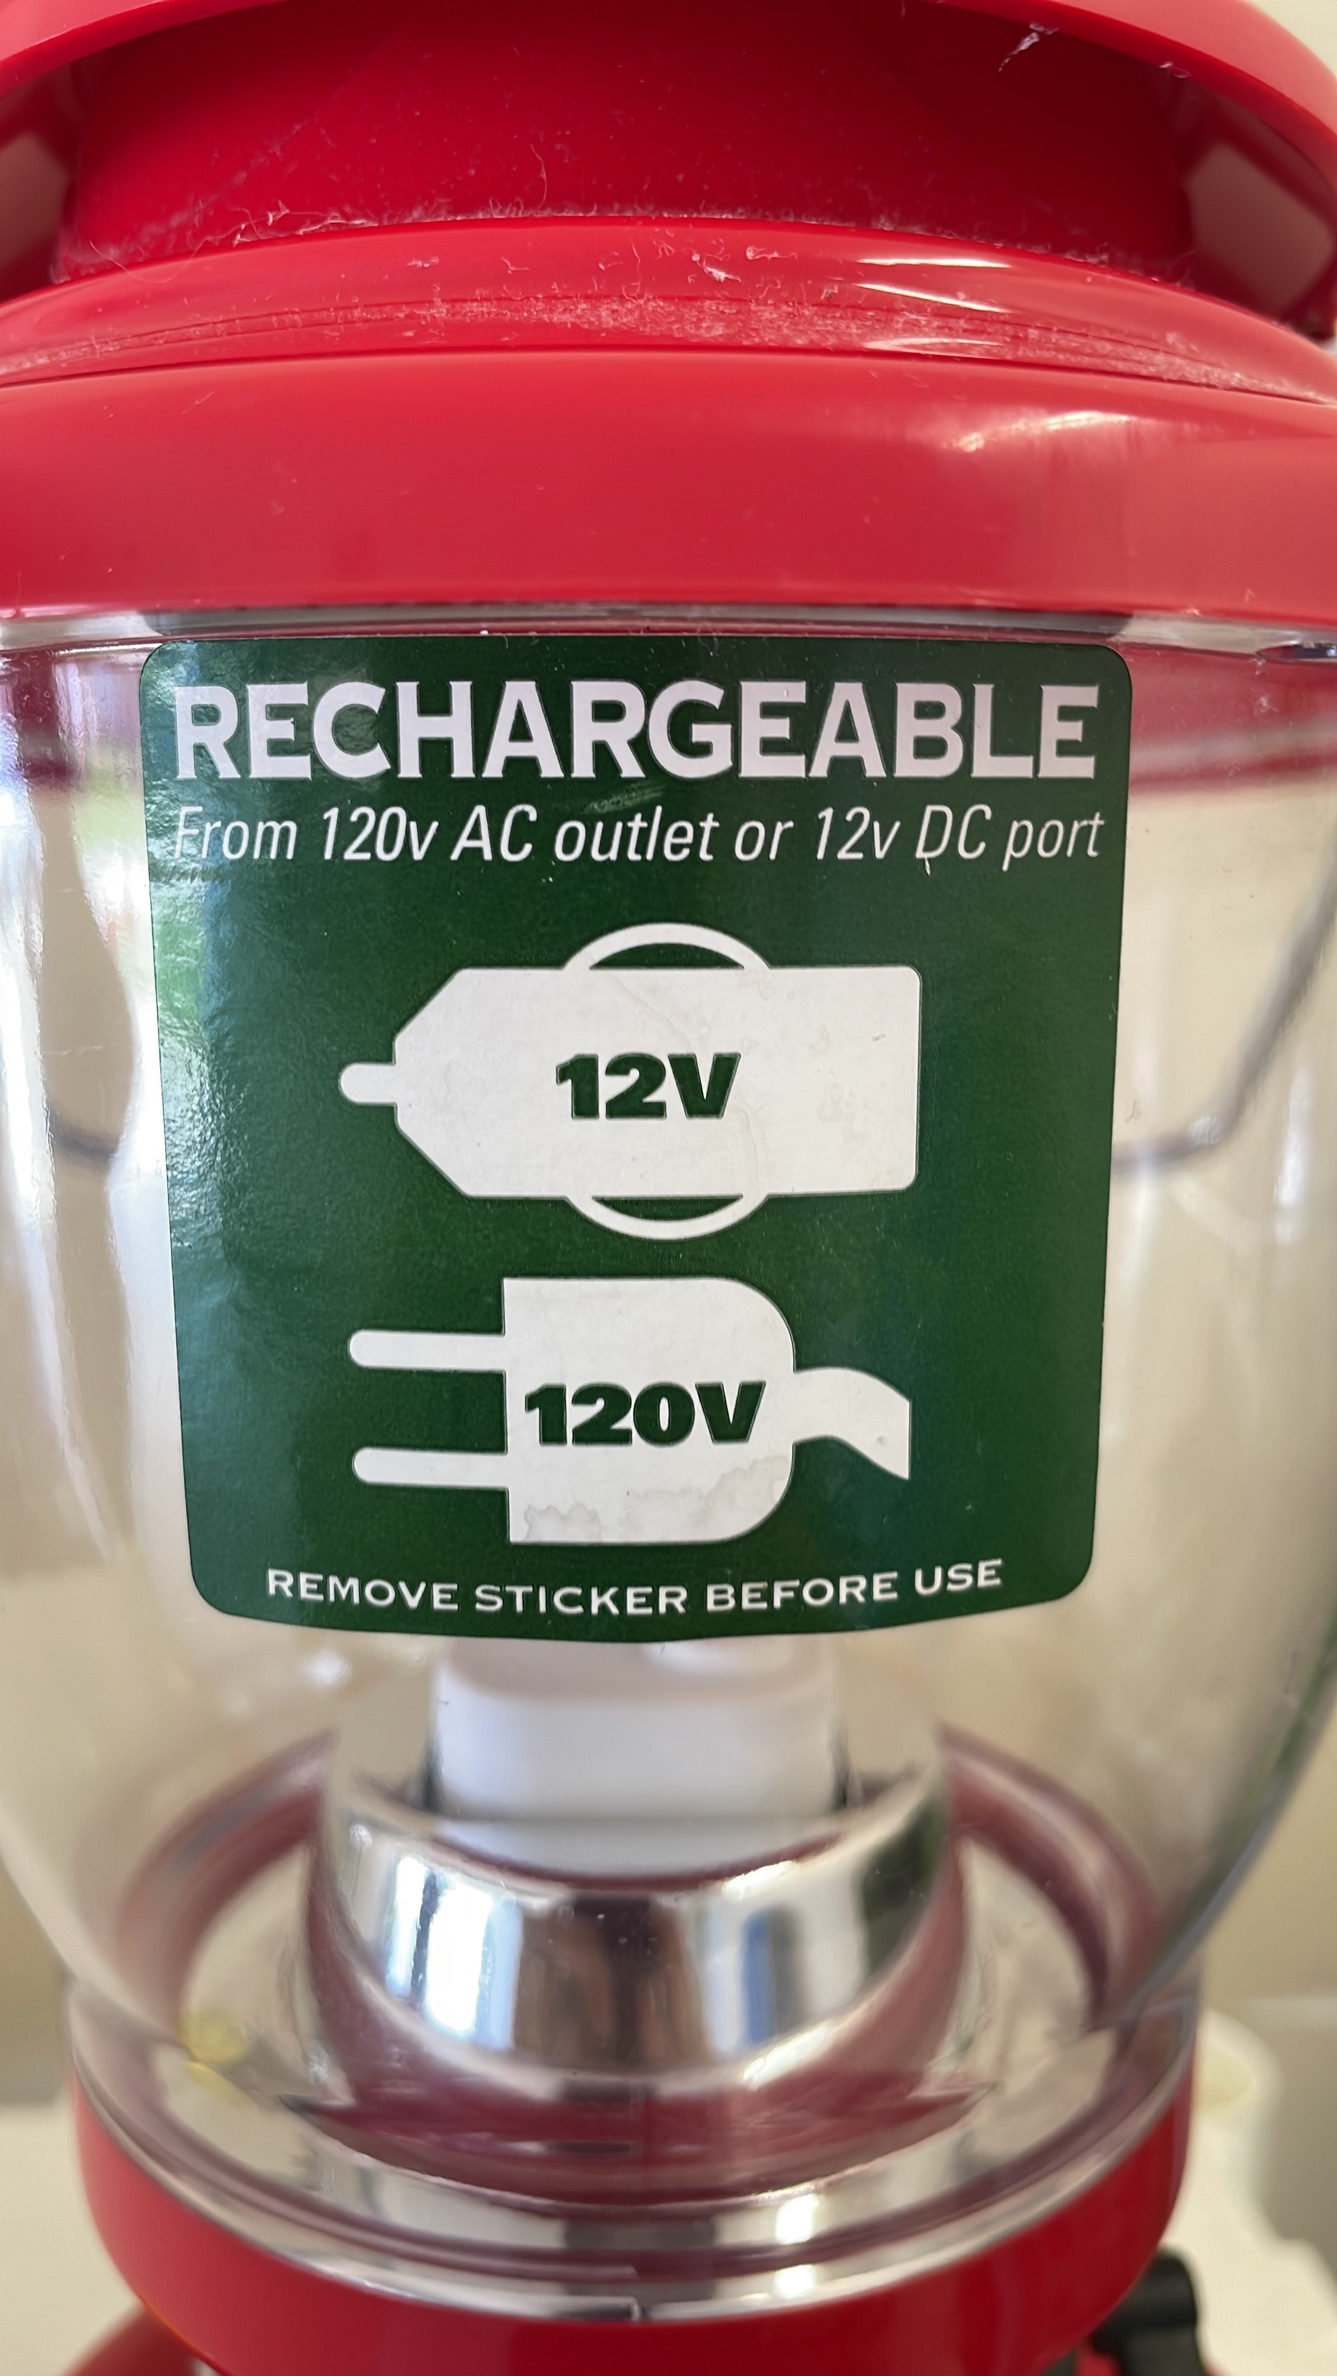 RECHARGEABLE
From 120v AC outlet or 12v DC port
12V
120V
REMOVE STICKER BEFORE USE